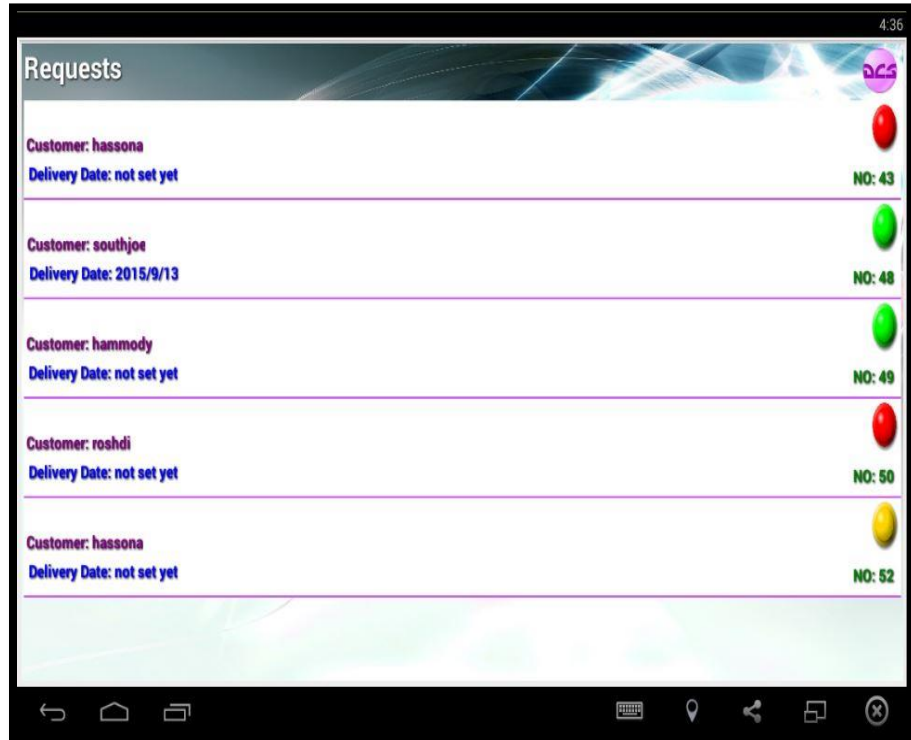 4:36
Requests
DCS
Customer: hassona
Delivery Date: not set yet
NO: 43
Customer: southjoe
Delivery Date: 2015/9/13
NO: 48
Customer: hammody
Delivery Date: not set yet
NO: 49
Customer: roshdi
Delivery Date: not set yet
NO: 50
Customer: hassona
Delivery Date: not set yet
NO: 52